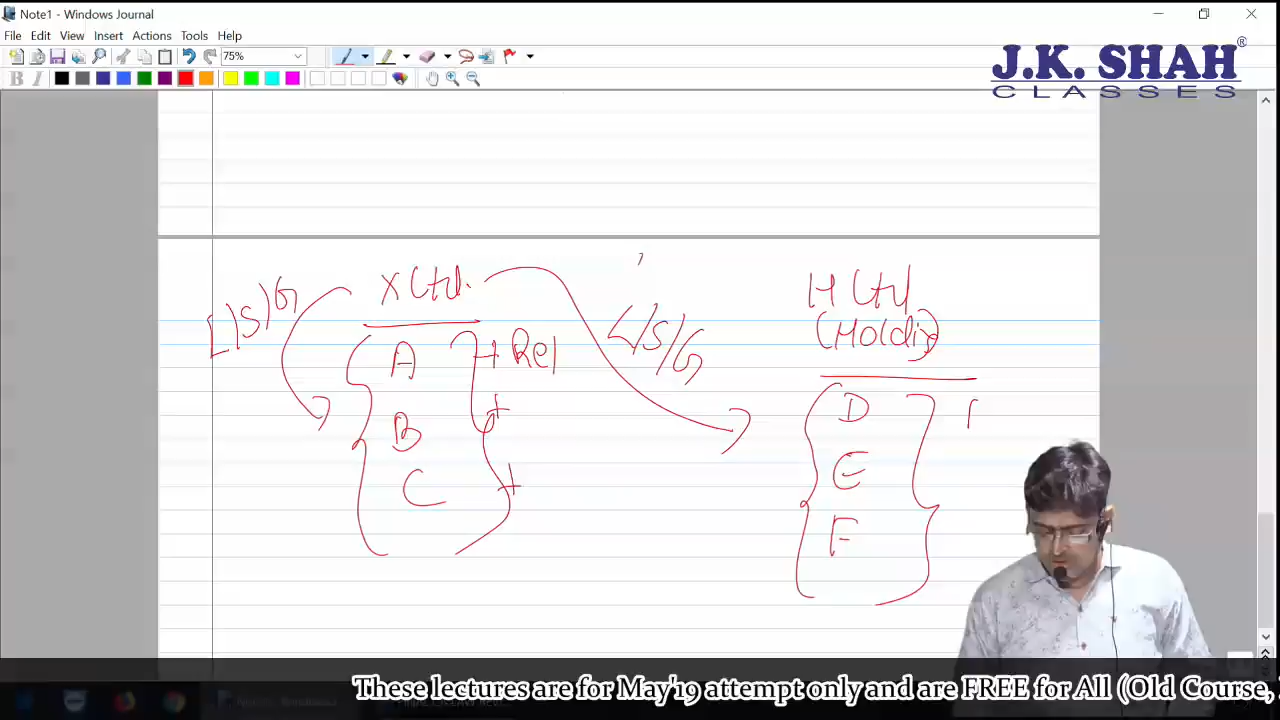 Note1 - Windows Journal
File Edit View Insert Actions Tools Help
75%
B I
J.K. SHAH®
CLASSES
X Ltd.
L/S/G
A + Rel
B +
C +
L/S/G
H Ltd
(Holdig)
D
E
F
These lectures are for May'19 attempt only and are FREE for All (Old Course,